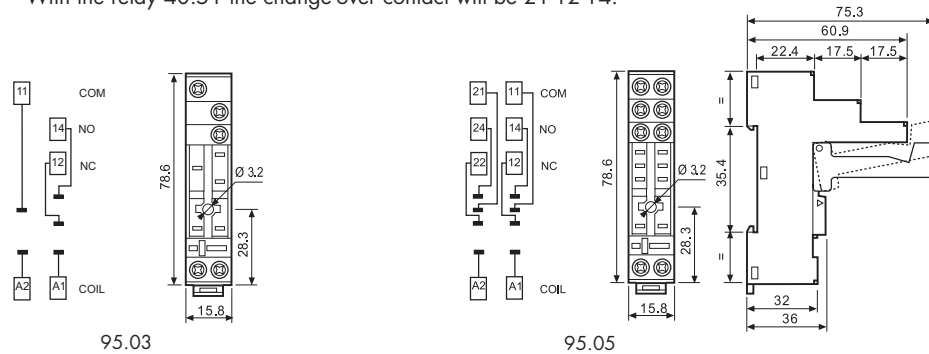 With the relay the change over contact will be 21-12-14.
11 COM
14 NO
12 NC
A2 A1 COIL
78.6
Ø 3.2
28.3
15.8
95.03
21 11 COM
24 14 NO
22 12 NC
A2 A1 COIL
78.6
Ø 3.2
28.3
15.8
95.05
75.3
60.9
22.4 17.5 17.5
=
35.4
=
32
36